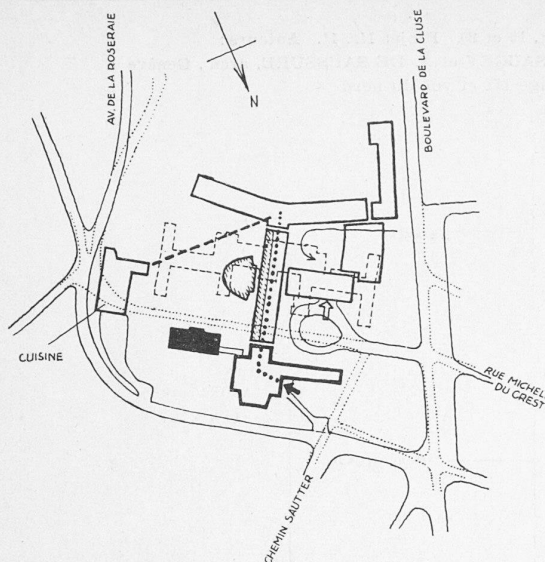 AV. DE LA ROSERAIE
N
BOULEVARD DE LA CLUSE
CUISINE
RUE MICHEL
DU CREST
CHEMIN SAUTTER